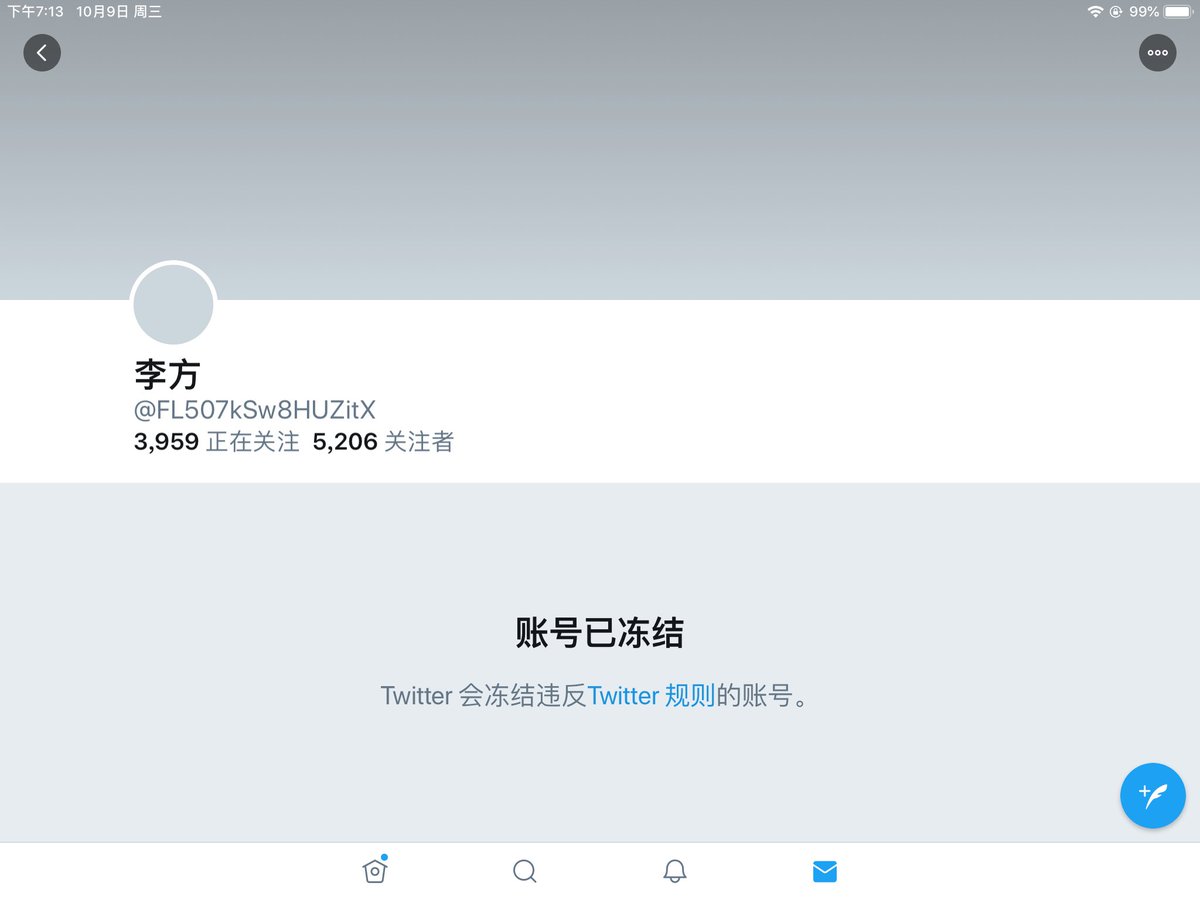 下午7:13 10月9日 周三 99%
李方
@FL507kSw8HUZitX
3,959 正在关注 5,206 关注者
账号已冻结
Twitter 会冻结违反Twitter 规则的账号。